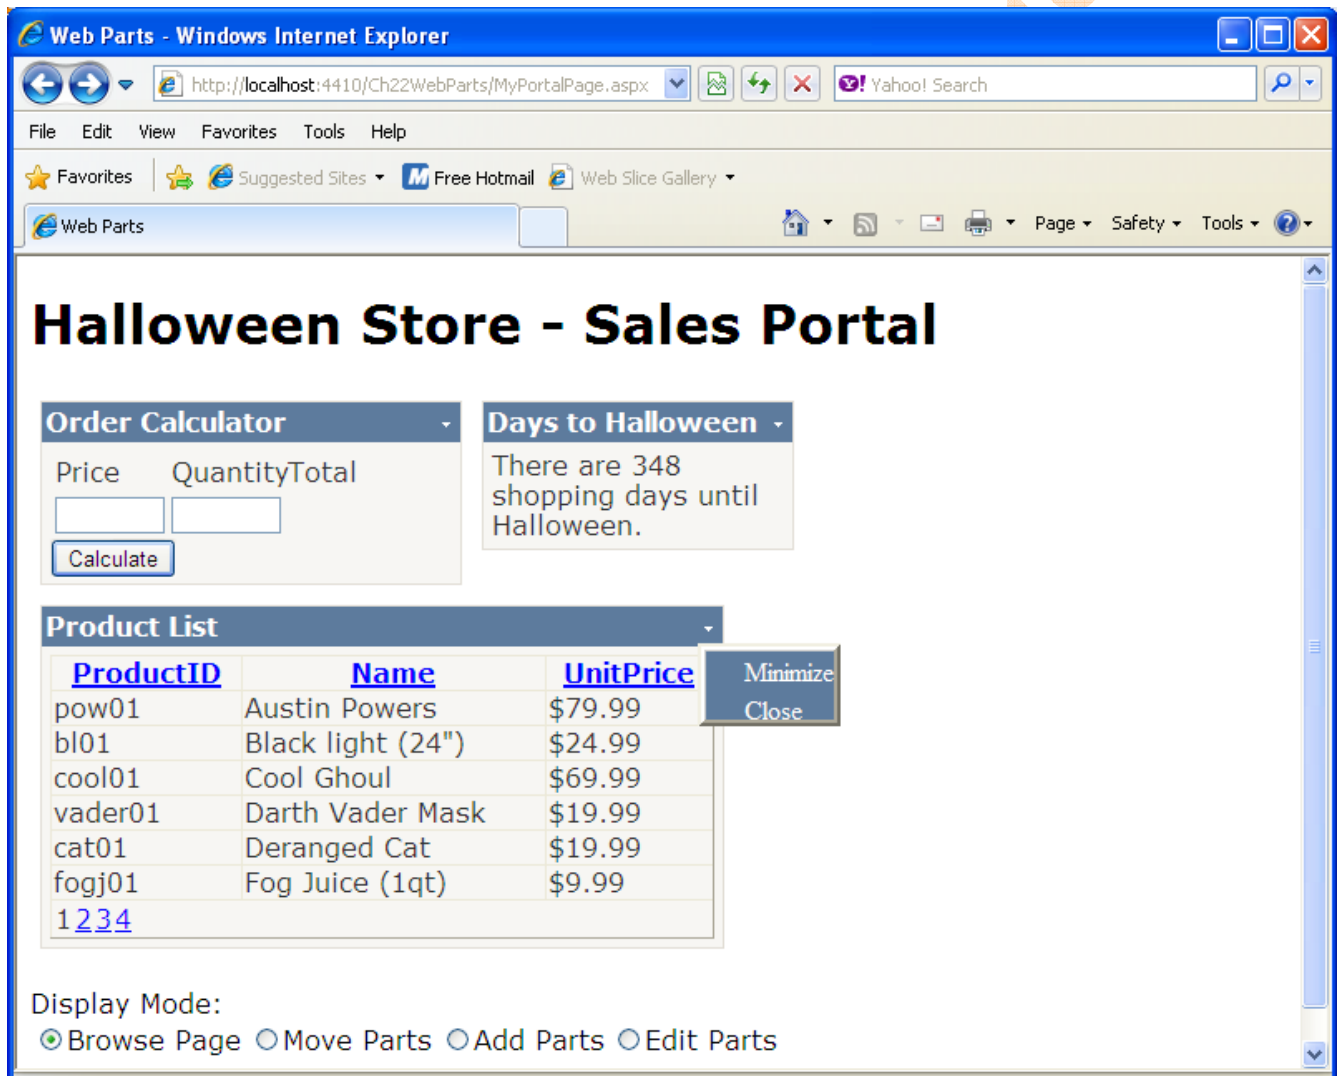 Web Parts - Windows Internet Explorer
http://localhost:4410/Ch22WebParts/MyPortalPage.aspx
Yahoo! Search
File Edit View Favorites Tools Help
Favorites Suggested Sites Free Hotmail Web Slice Gallery
Web Parts
Page Safety Tools
Halloween Store - Sales Portal
Order Calculator
Price QuantityTotal
Calculate
Days to Halloween
There are 348
shopping days until
Halloween.
Product List
Minimize
Close
ProductID Name UnitPrice
pow01 Austin Powers $79.99
bl01 Black light (24") $24.99
cool01 Cool Ghoul $69.99
vader01 Darth Vader Mask $19.99
cat01 Deranged Cat $19.99
fogj01 Fog Juice (1qt) $9.99
1 2 3 4
Display Mode:
Browse Page Move Parts Add Parts Edit Parts